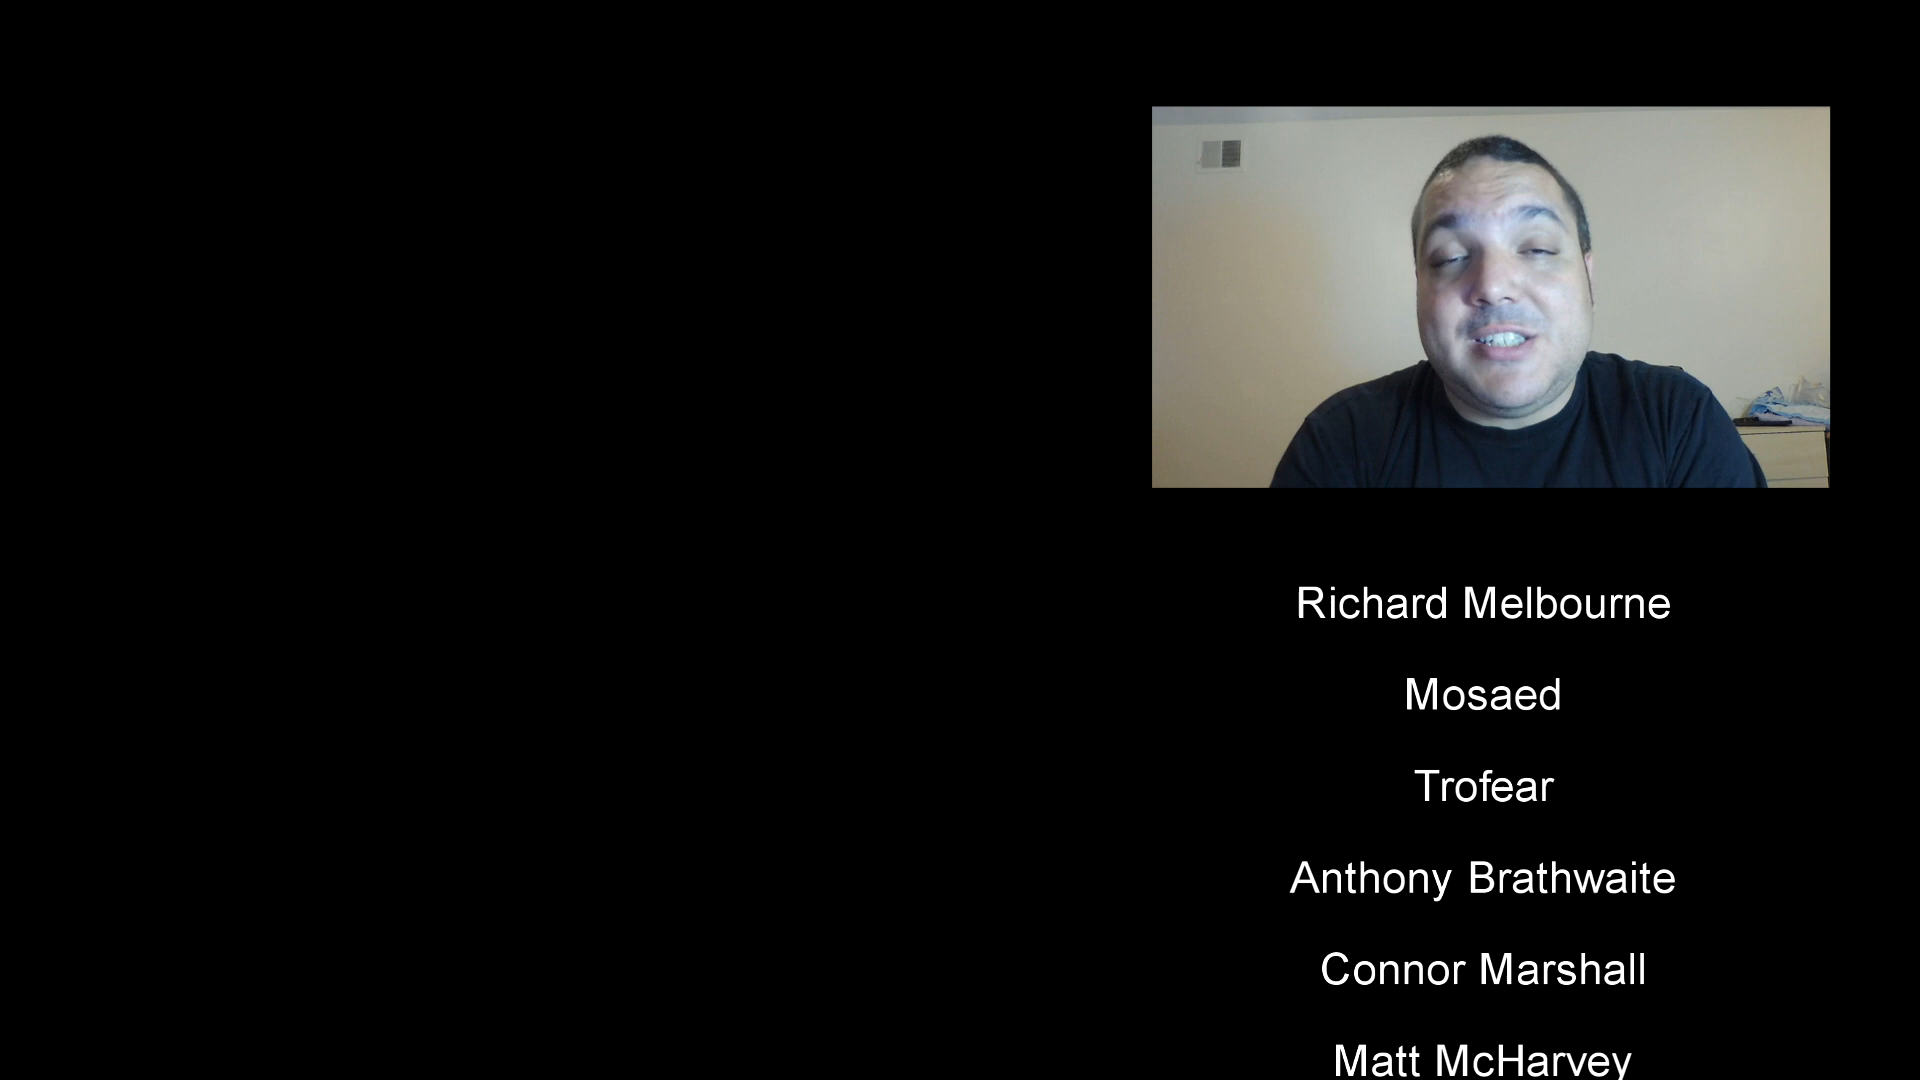 Richard Melbourne
Mosaed
Trofear
Anthony Brathwaite
Connor Marshall
Matt McHarvey